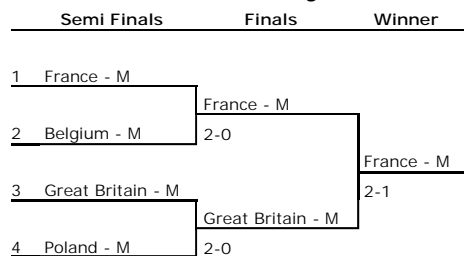 Semi Finals Finals Winner
1 France - M
France - M
2 Belgium - M 2-0
France - M
3 Great Britain - M 2-1
Great Britain - M
4 Poland - M 2-0